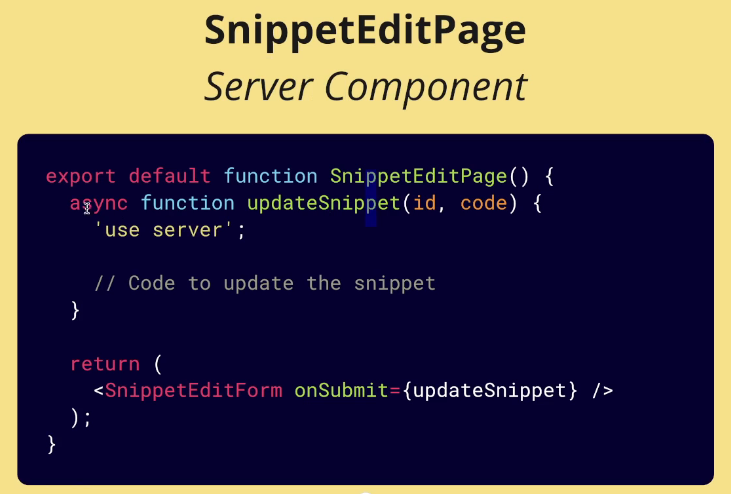 SnippetEditPage
Server Component
export default function SnippetEditPage() {
  async function updateSnippet(id, code) {
    'use server';

    // Code to update the snippet
  }

  return (
    <SnippetEditForm onSubmit={updateSnippet} />
  );
}